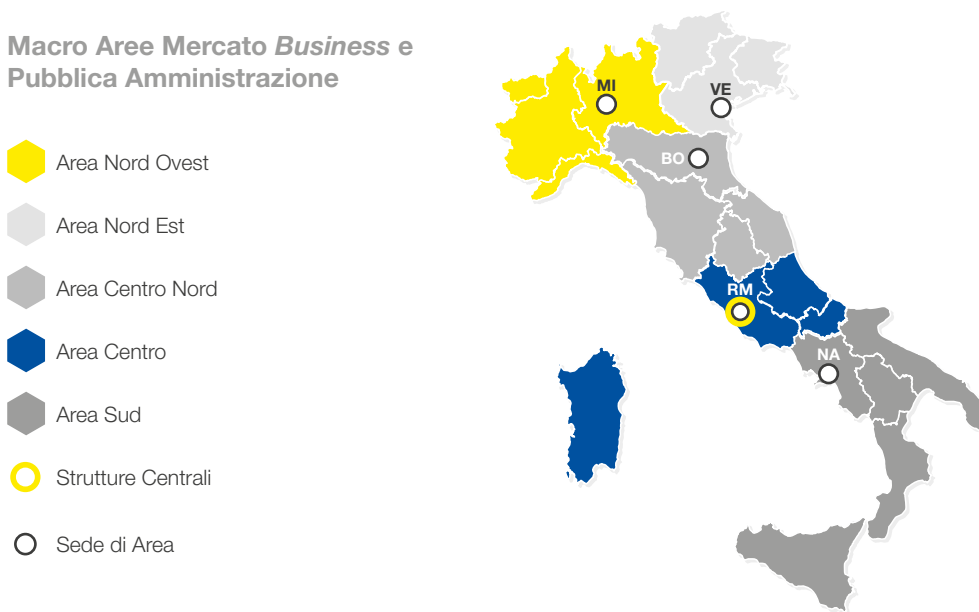 Macro Aree Mercato Business e
Pubblica Amministrazione
Area Nord Ovest
Area Nord Est
Area Centro Nord
Area Centro
Area Sud
Strutture Centrali
Sede di Area
MI
VE
BO
RM
NA